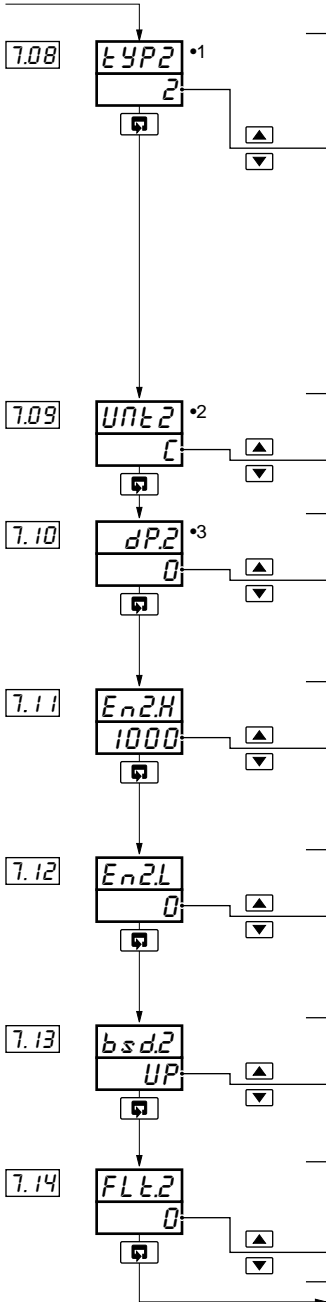 7.08
tYP2 •1
2
7.09
UNt2 •2
C
7.10
dP.2 •3
0
7.11
En2.H
1000
7.12
En2.L
0
7.13
bsd.2
UP
7.14
FLt.2
0